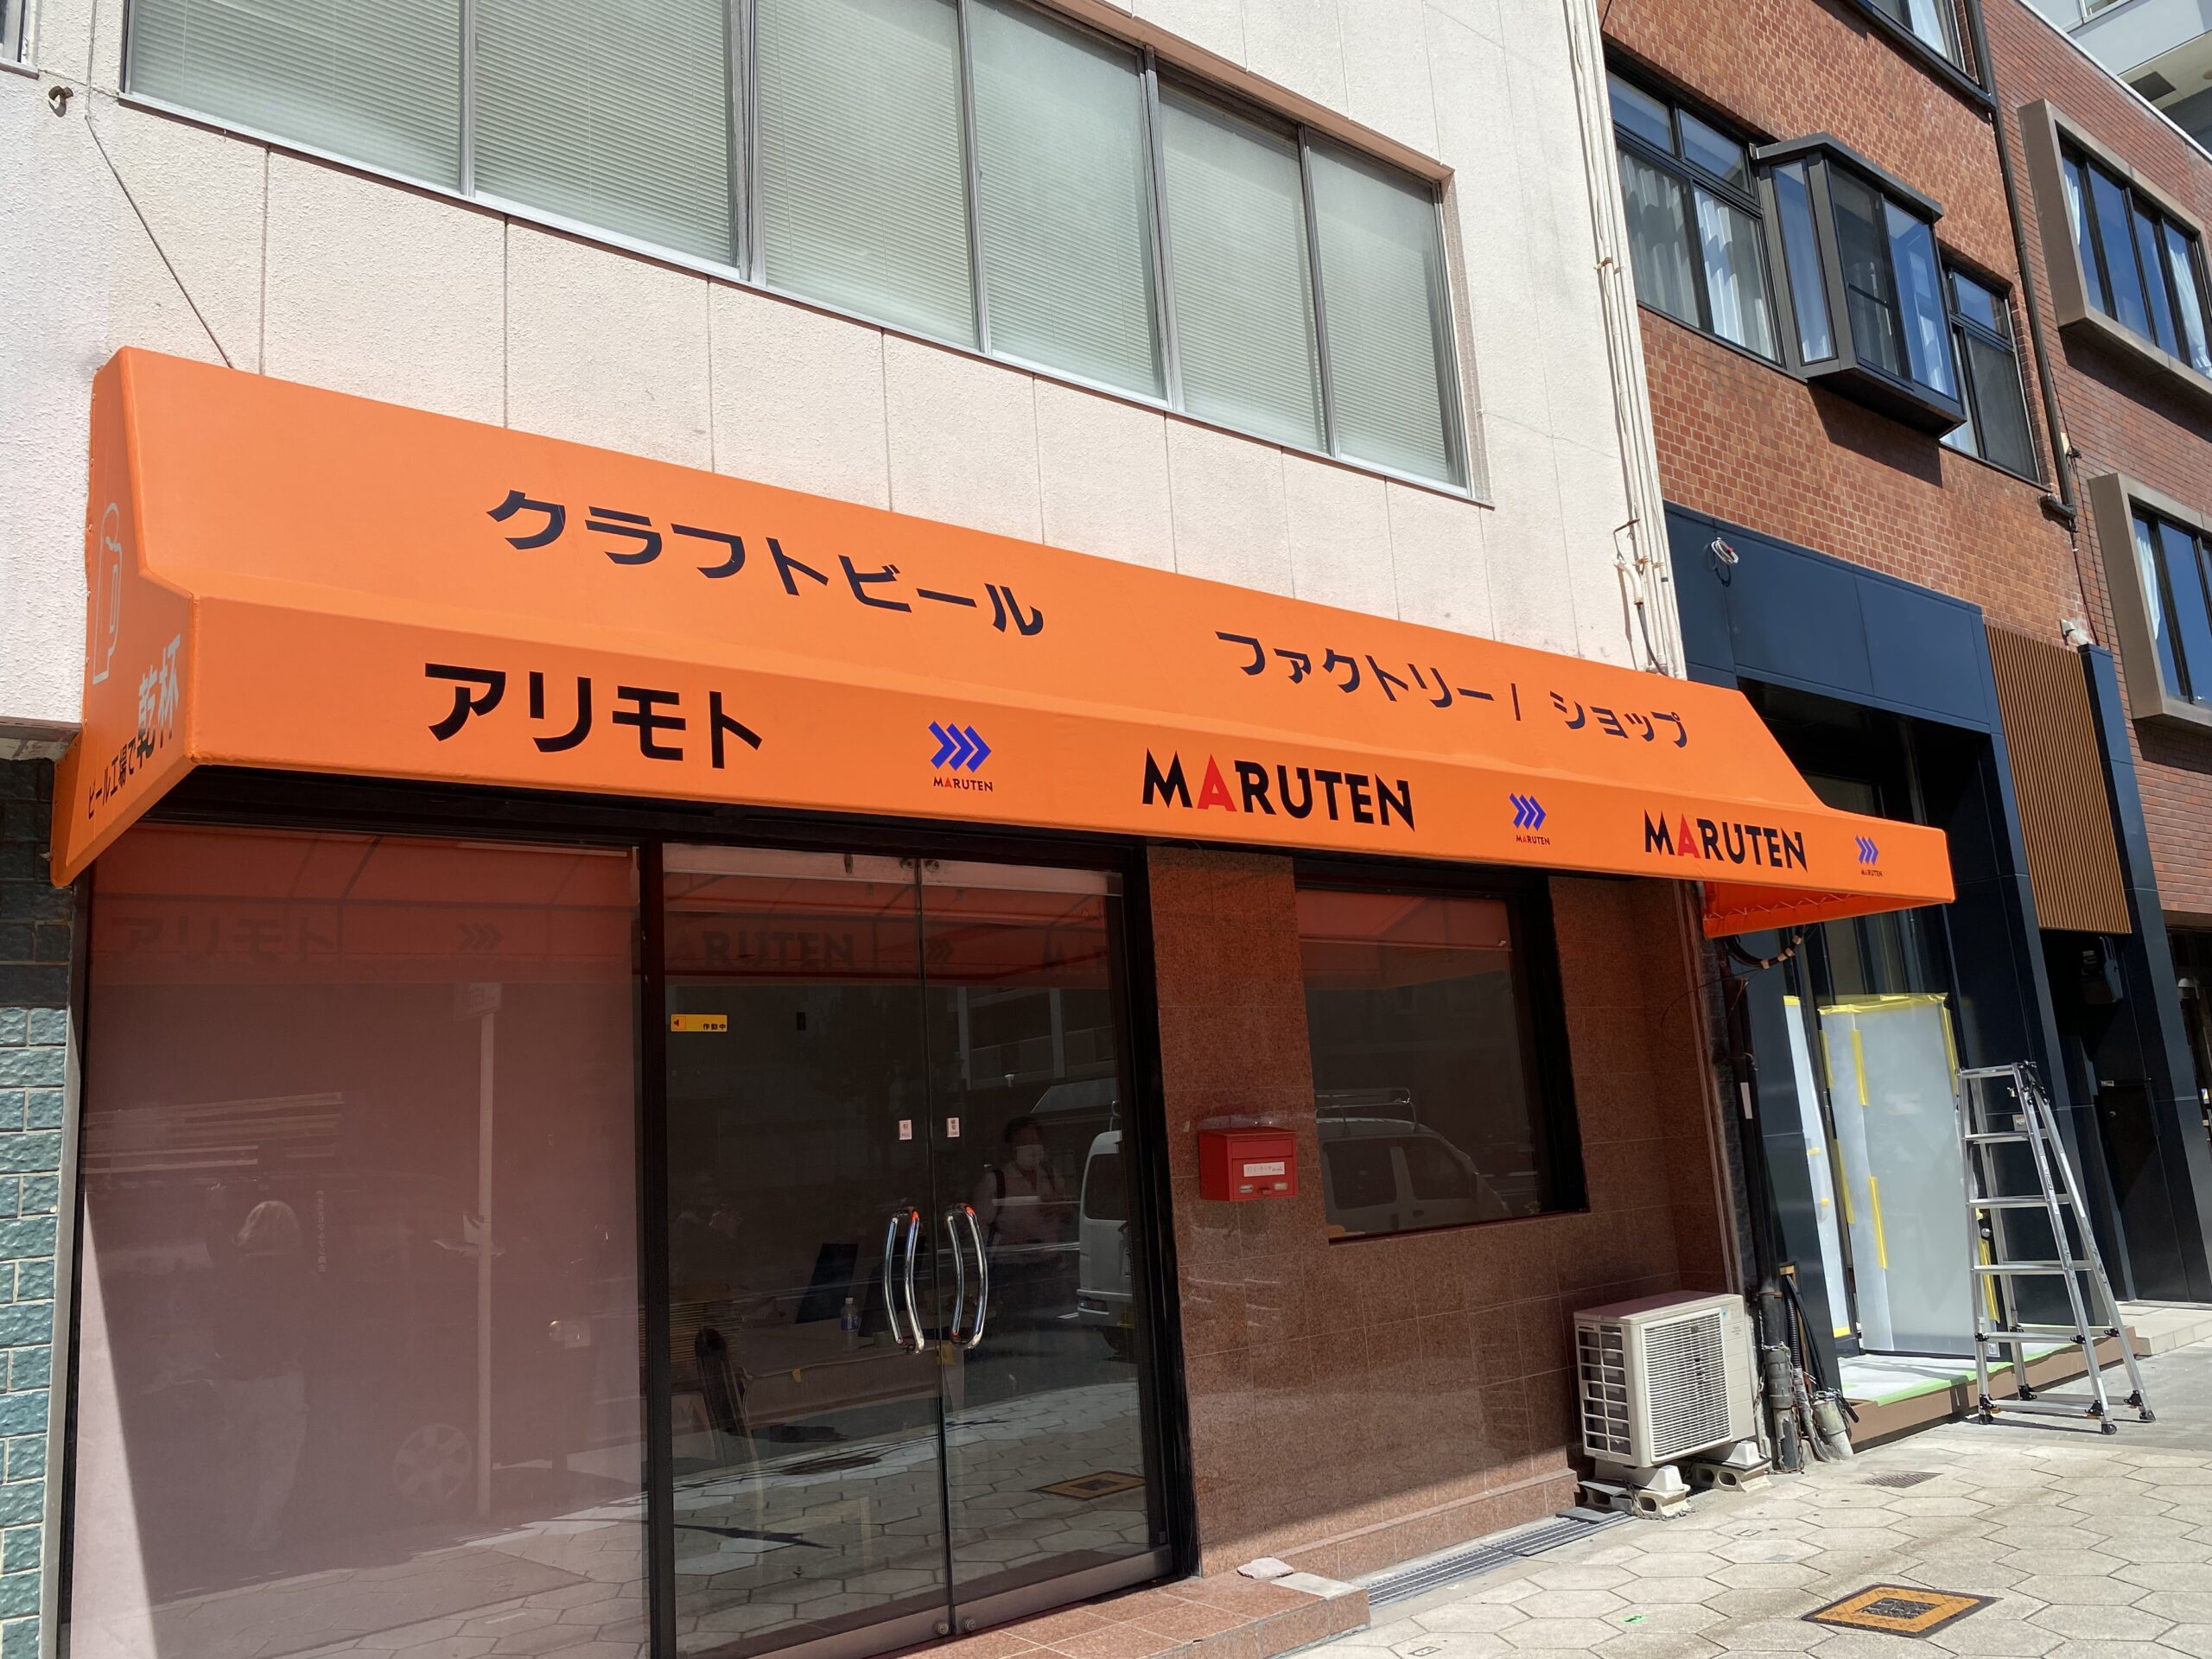 クラフトビール
ファクトリー / ショップ
アリモト
MARUTEN
MARUTEN
MARUTEN
MARUTEN
MARUTEN
ビール工場で乾杯
作動中